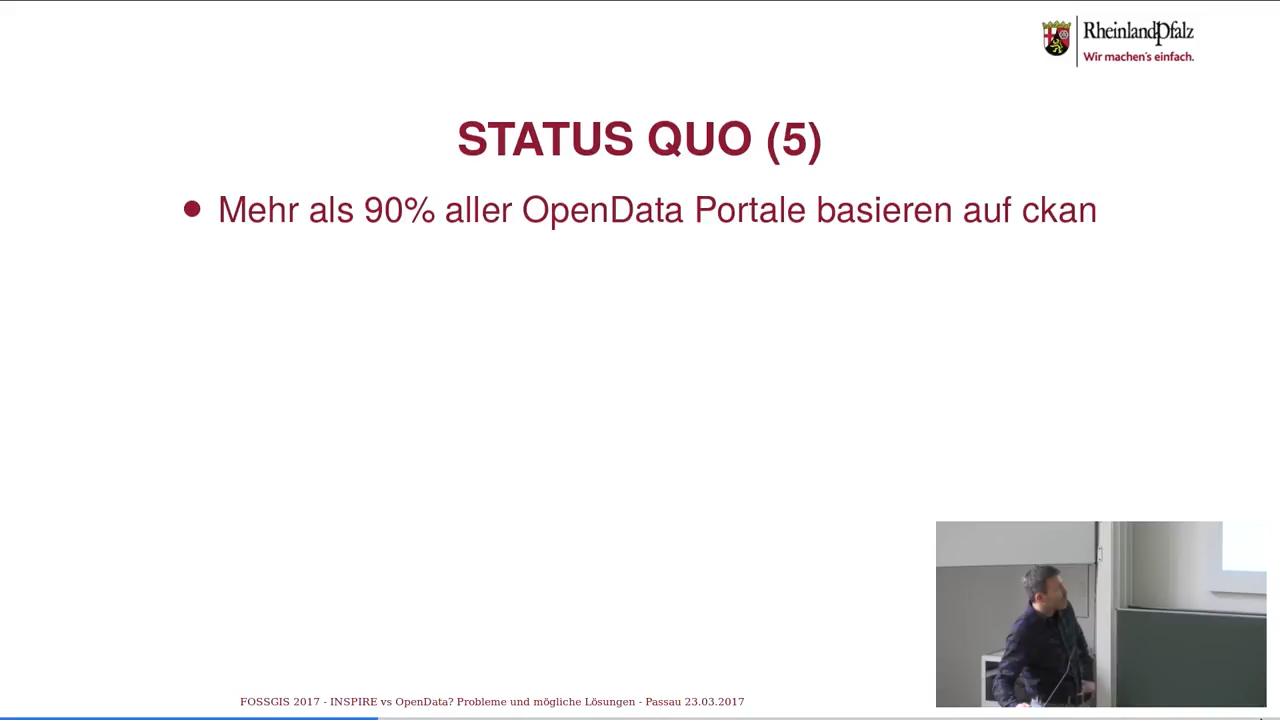 RheinlandPfalz
Wir machen's einfach.
STATUS QUO (5)
• Mehr als 90% aller OpenData Portale basieren auf ckan
FOSSGIS 2017 - INSPIRE vs OpenData? Probleme und mögliche Lösungen - Passau 23.03.2017